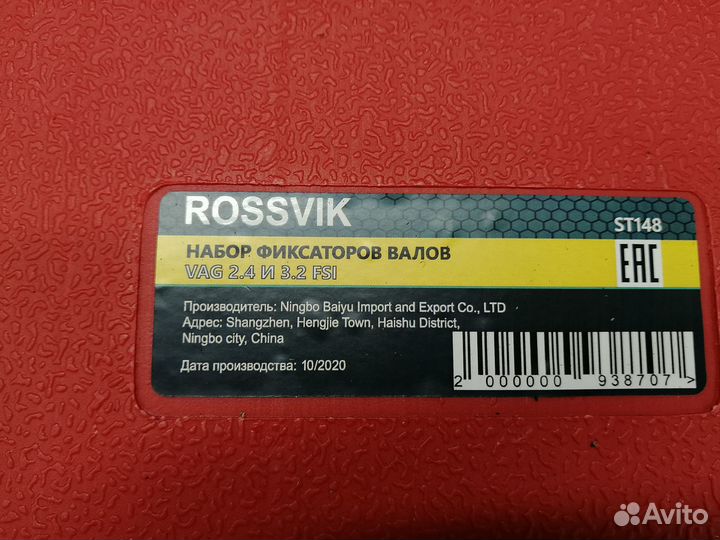 ROSSVIK
ST148
НАБОР ФИКСАТОРОВ ВАЛОВ
VAG 2.4 И 3.2 FSI
EAC
Производитель: Ningbo Baiyu Import and Export Co., LTD
Адрес: Shangzhen, Hengjie Town, Haishu District,
Ningbo city, China
Дата производства: 10/2020
2 000000 938707 >
Avito